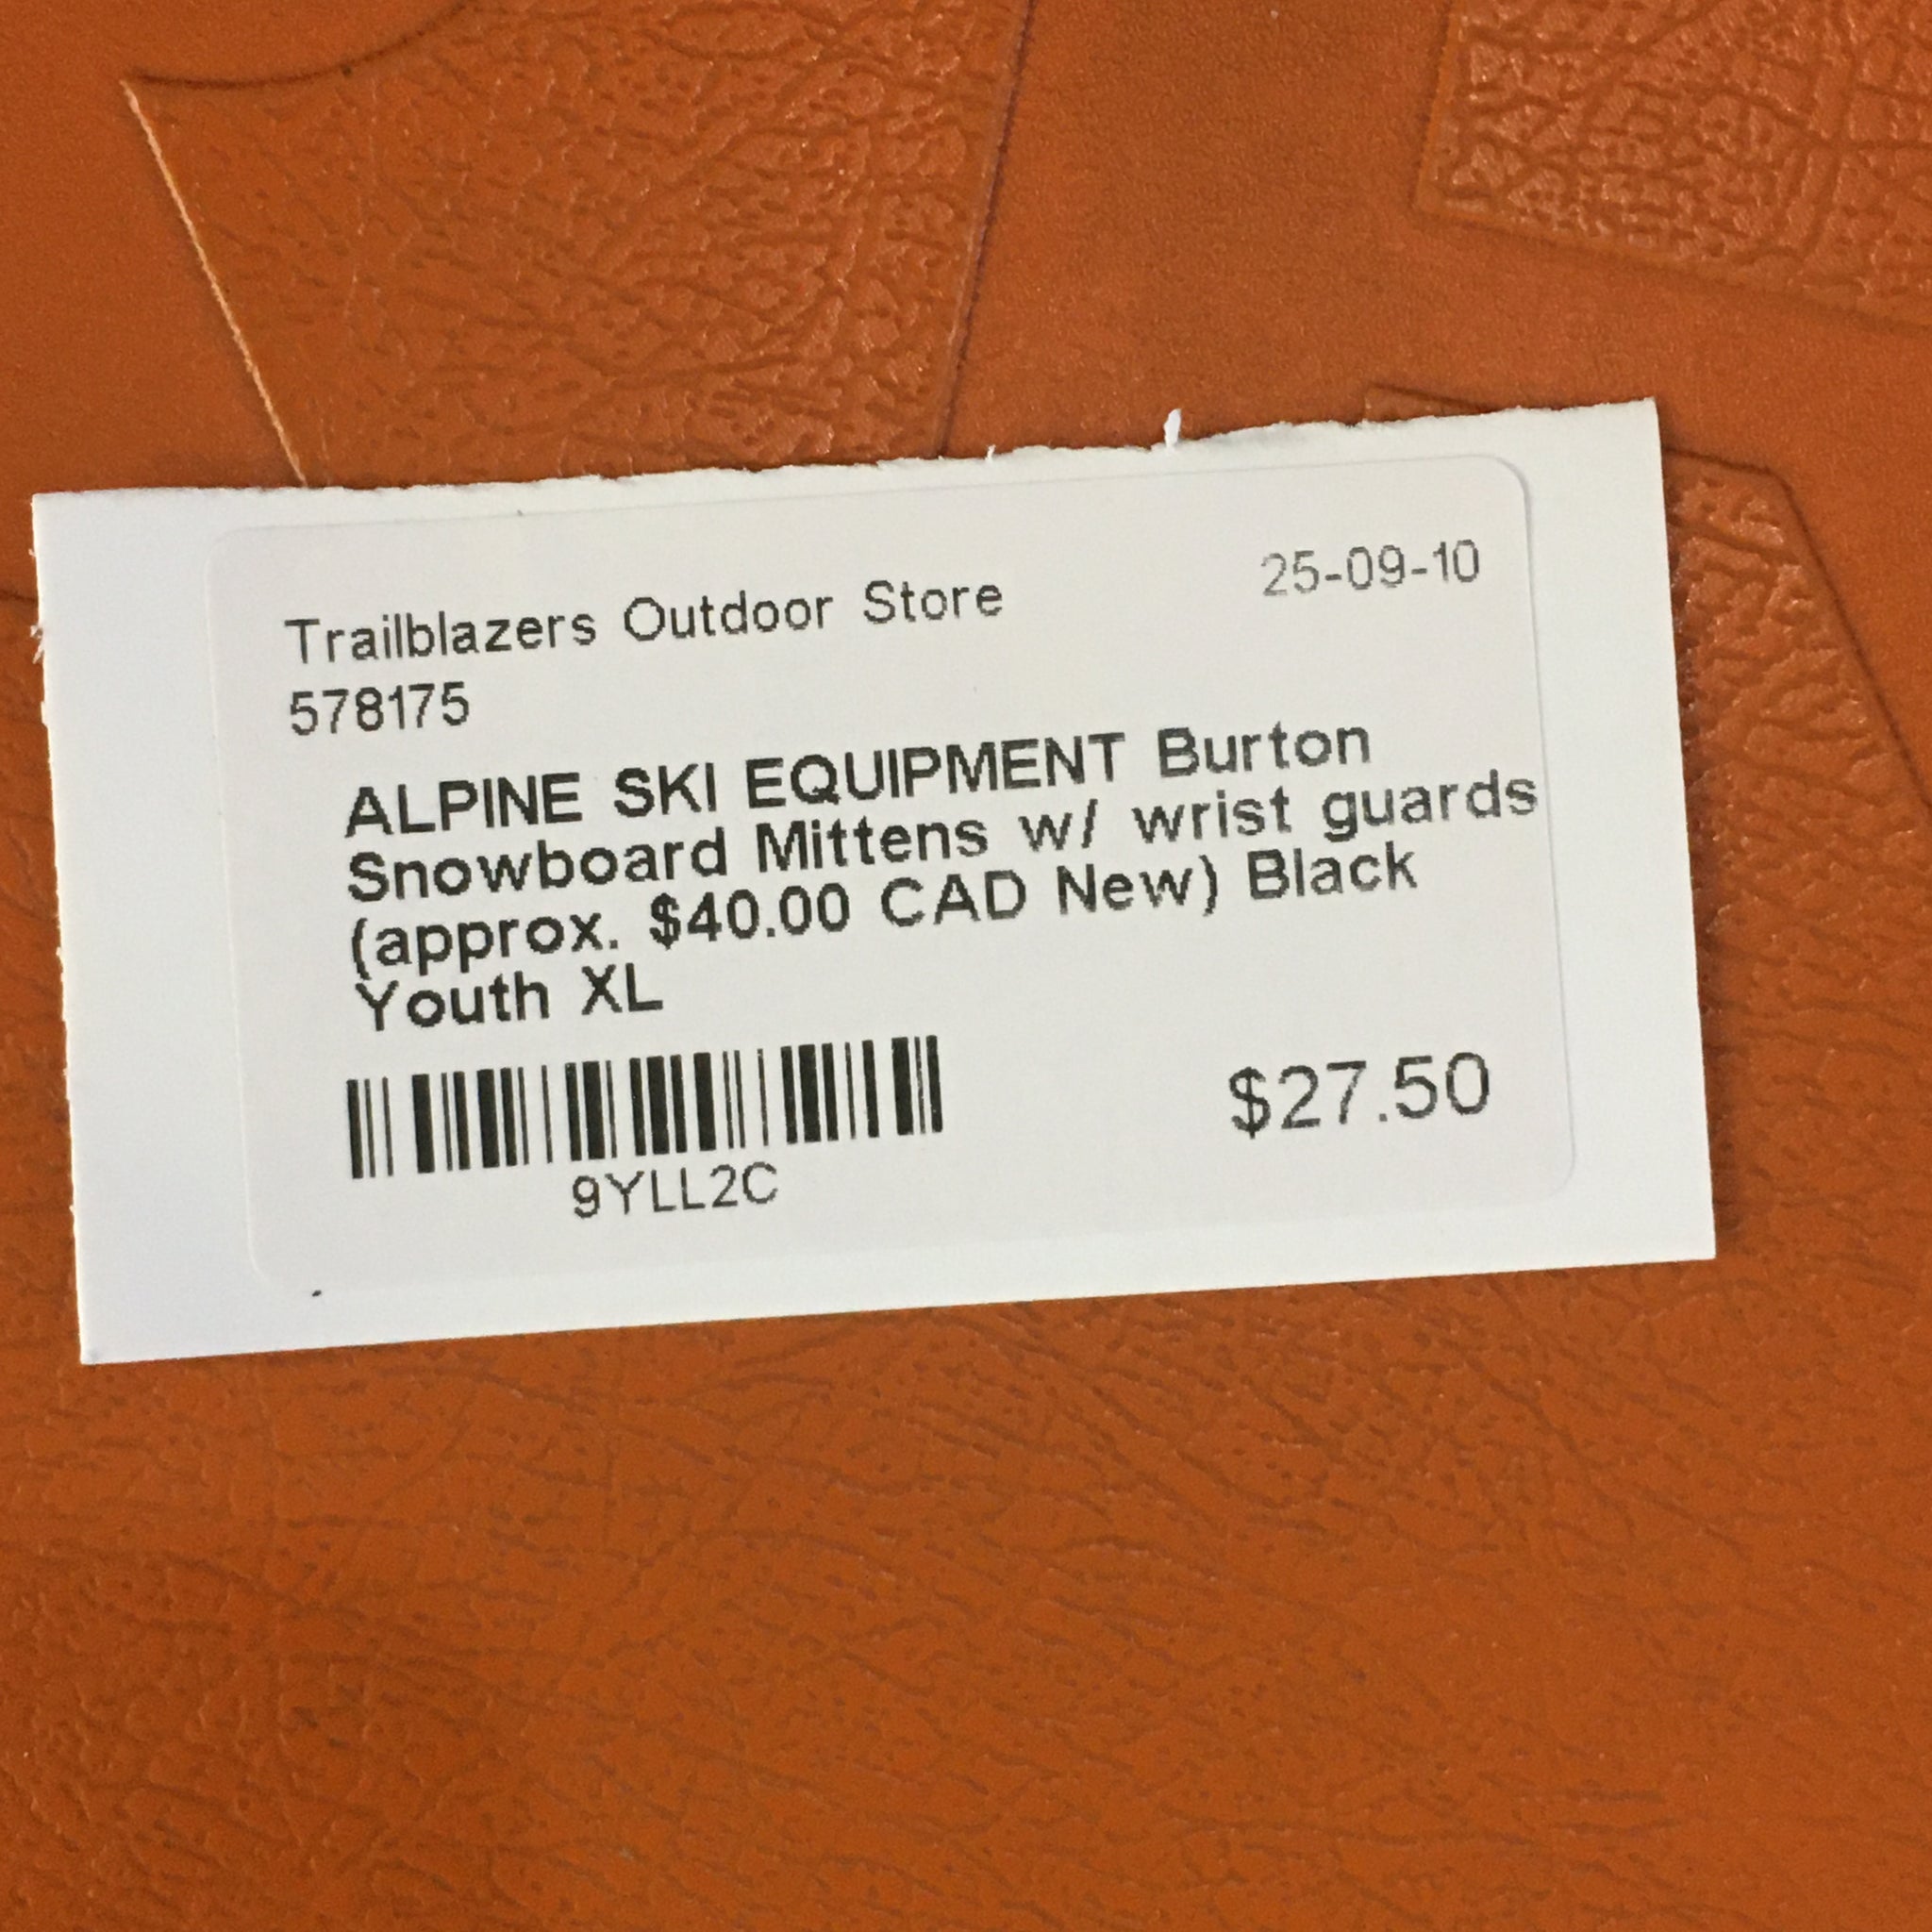 Trailblazers Outdoor Store 25-09-10
578175
ALPINE SKI EQUIPMENT Burton
Snowboard Mittens w/ wrist guards
(approx. $40.00 CAD New) Black
Youth XL
$27.50
9YLL2C